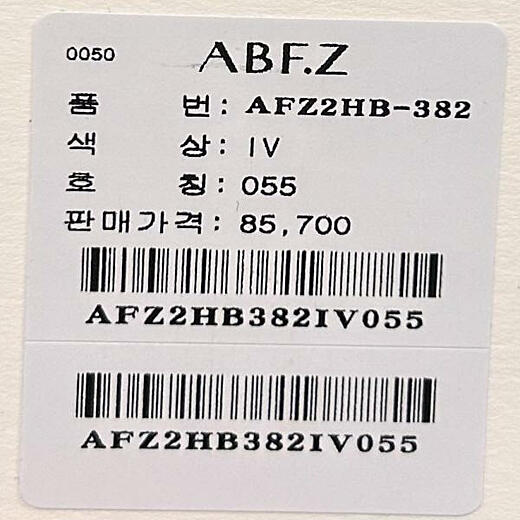 0050 ABF.Z
품 번 : AFZ2HB-382
색 상 : IV
호 칭 : 055
판매가격 : 85,700
AFZ2HB382IV055
AFZ2HB382IV055